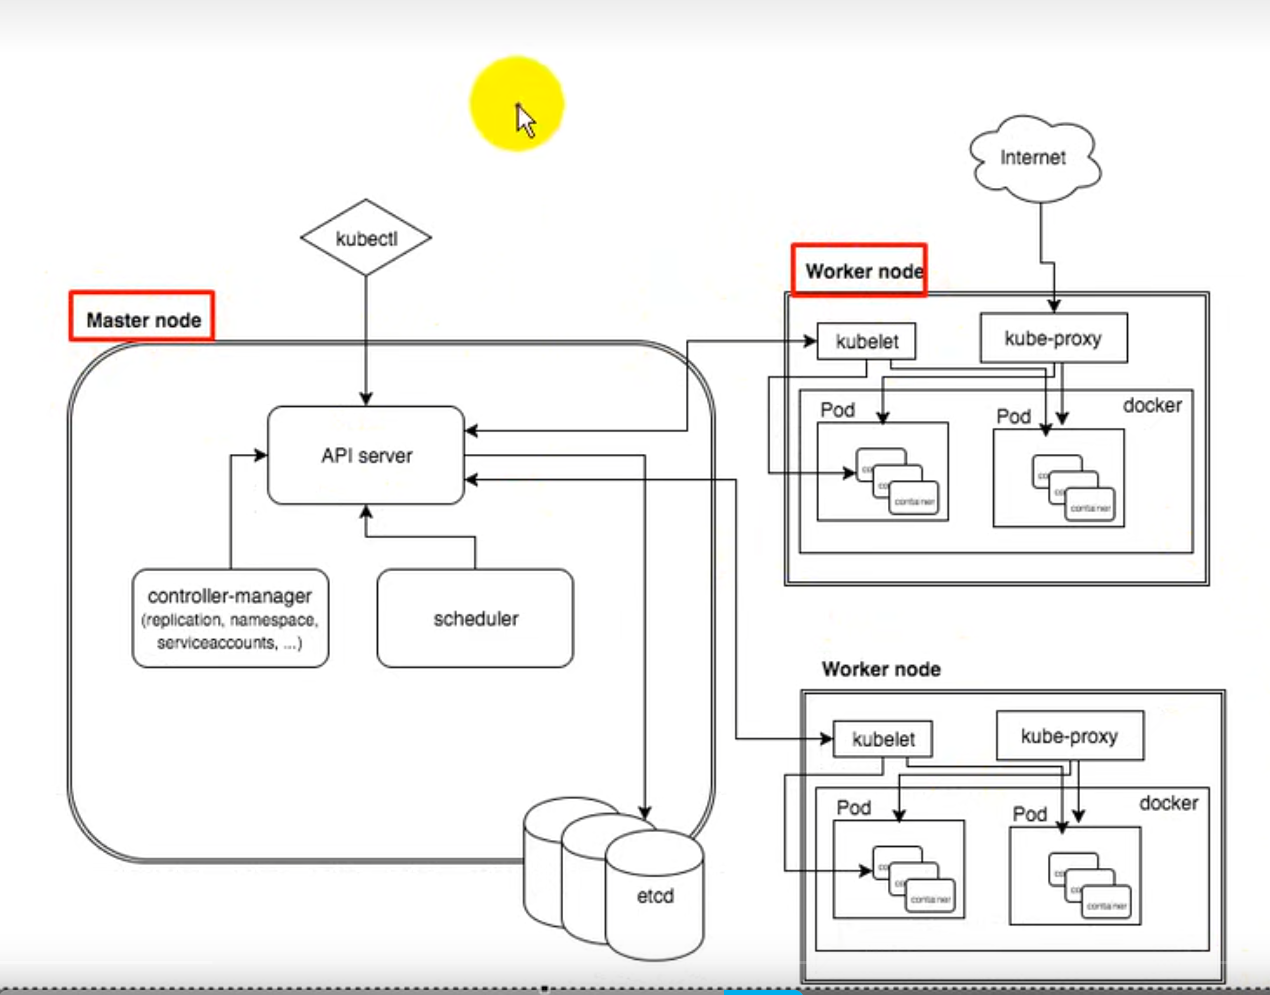 Internet
kubectl
Worker node
Master node
kubelet
kube-proxy
Pod
Pod
docker
container
container
API server
controller-manager
(replication, namespace,
serviceaccounts, ...)
scheduler
Worker node
kubelet
kube-proxy
Pod
Pod
docker
container
container
etcd